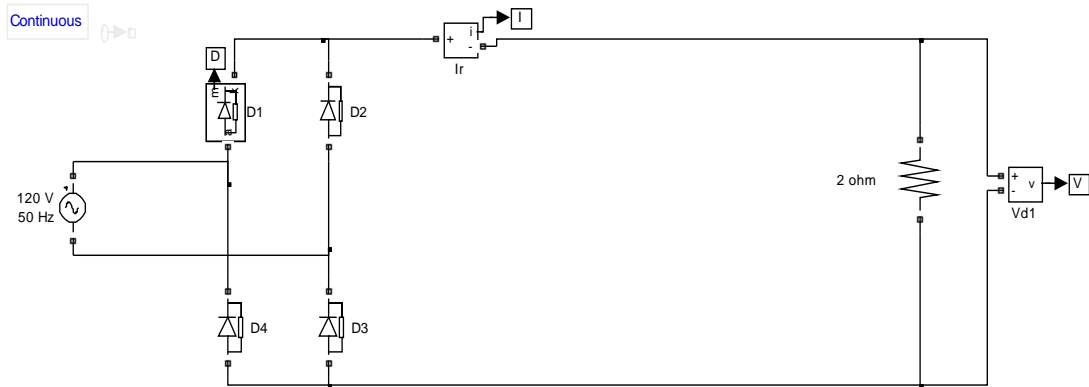 Continuous
I
i
+
-
Ir
D
m
k
a
D1
D2
120 V
50 Hz
2 ohm
+
-
v
V
Vd1
D4
D3